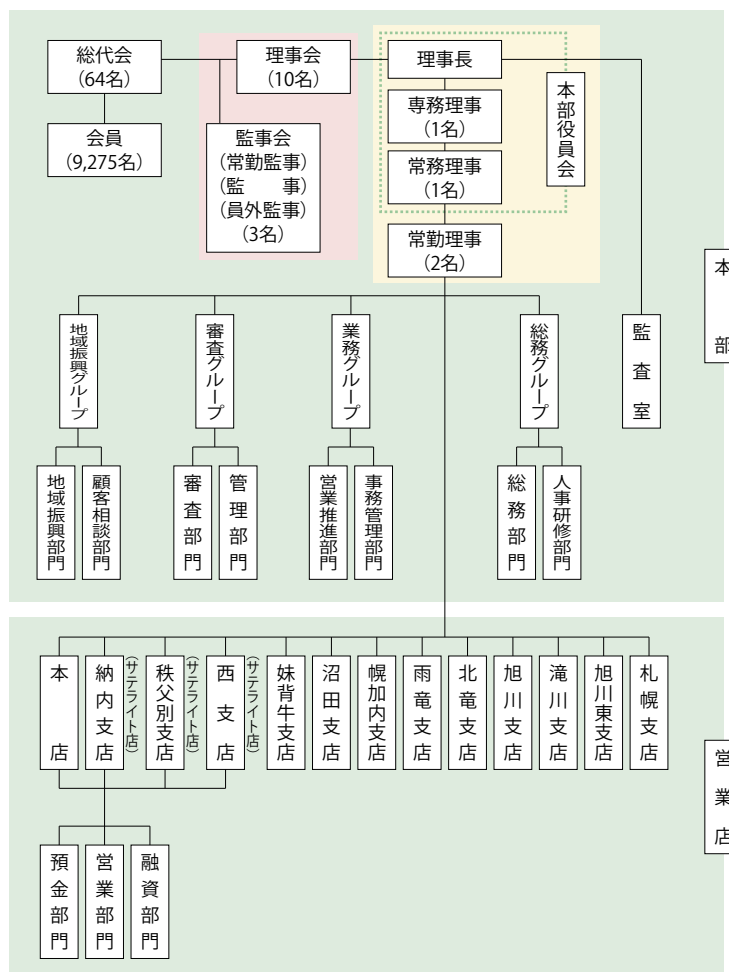 総代会
(64名)
理事会
(10名)
理事長
会員
(9,275名)
監事会
(常勤監事)
(監　　事)
(員外監事)
(3名)
専務理事
(1名)
常務理事
(1名)
本部役員会
常勤理事
(2名)
本部
地域振興グループ
審査グループ
業務グループ
総務グループ
監査室
地域振興部門
顧客相談部門
審査部門
管理部門
営業推進部門
事務管理部門
総務部門
人事研修部門
本店
納内支店
(サテライト店)
秩父別支店
(サテライト店)
西支店
(サテライト店)
妹背牛支店
沼田支店
幌加内支店
雨竜支店
北竜支店
旭川支店
滝川支店
旭川東支店
札幌支店
営業店
預金部門
営業部門
融資部門